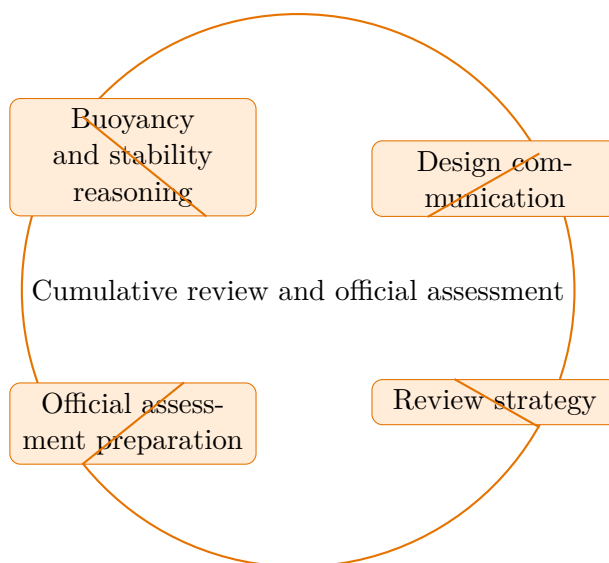 Buoyancy
and stability
reasoning
Design com-
munication
Cumulative review and official assessment
Official assess-
ment preparation
Review strategy